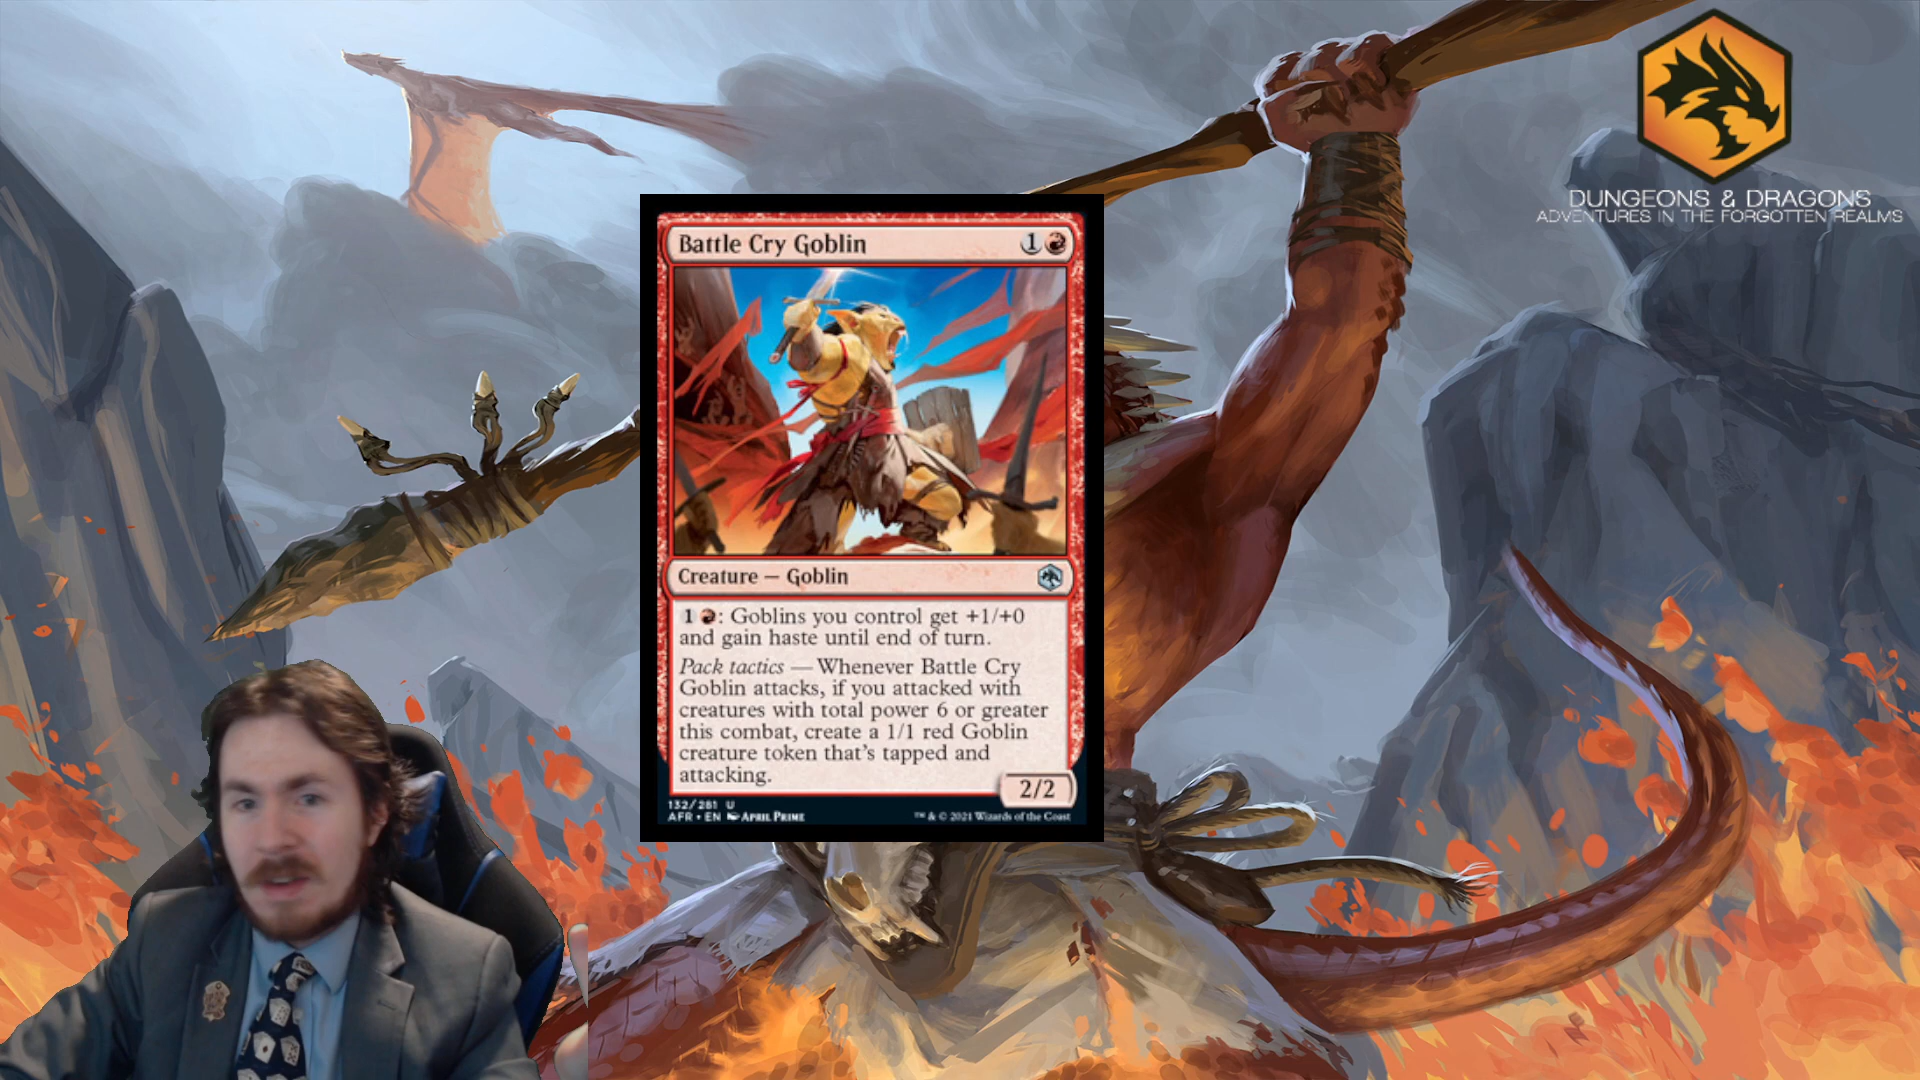 DUNGEONS & DRAGONS
ADVENTURES IN THE FORGOTTEN REALMS
Battle Cry Goblin 1
Creature — Goblin
1 : Goblins you control get +1/+0
and gain haste until end of turn.
Pack tactics — Whenever Battle Cry
Goblin attacks, if you attacked with
creatures with total power 6 or greater
this combat, create a 1/1 red Goblin
creature token that's tapped and
attacking.
2/2
132/281 U
AFR • EN April Prime
™ & © 2021 Wizards of the Coast